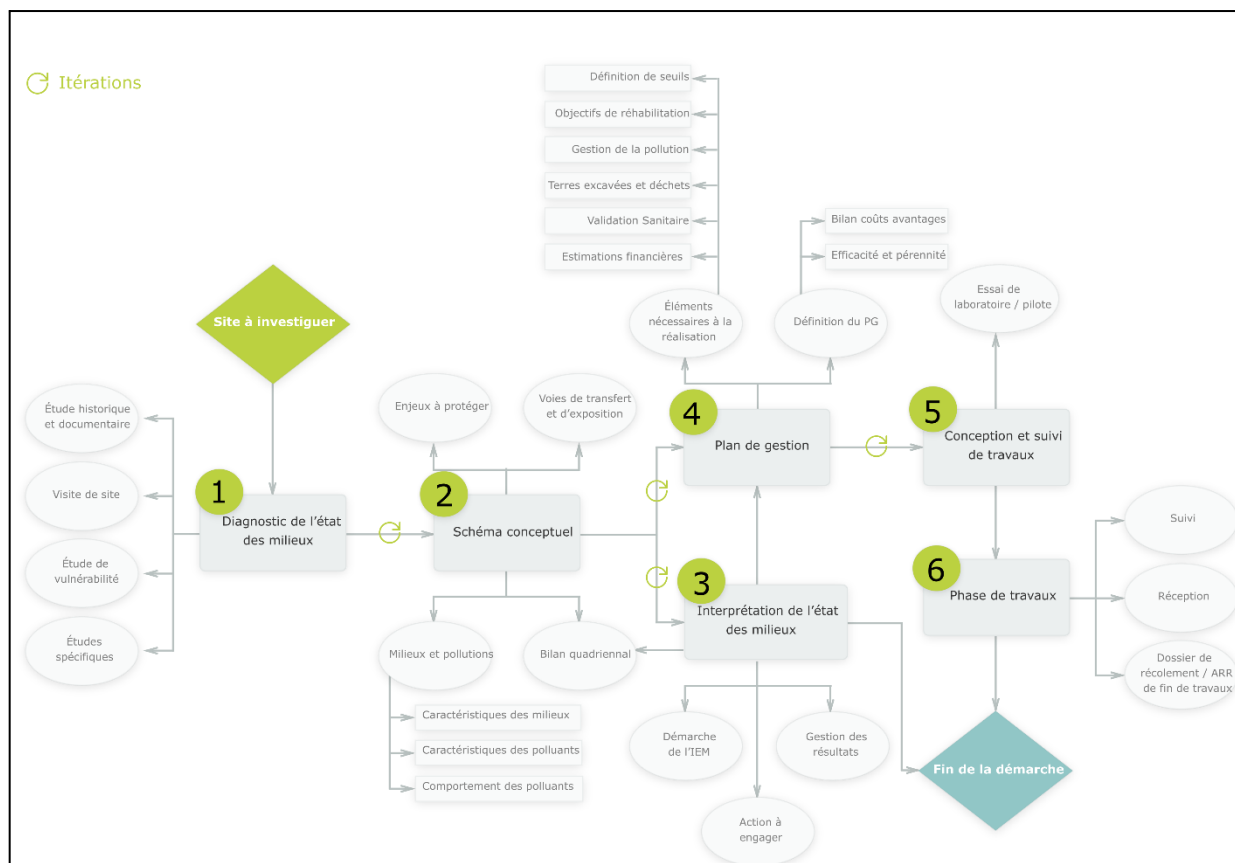 Itérations
Définition de seuils
Objectifs de réhabilitation
Gestion de la pollution
Terres excavées et déchets
Validation Sanitaire
Estimations financières
Bilan coûts avantages
Efficacité et pérennité
Éléments
nécessaires à la
réalisation
Définition du PG
Essai de
laboratoire / pilote
Site à investiguer
Étude historique
et documentaire
Visite de site
Étude de
vulnérabilité
Études
spécifiques
1
Diagnostic de l'état
des milieux
Enjeux à protéger
Voies de transfert
et d'exposition
2
Schéma conceptuel
Milieux et pollutions
Bilan quadriennal
Caractéristiques des milieux
Caractéristiques des polluants
Comportement des polluants
4
Plan de gestion
3
Interprétation de l'état
des milieux
Démarche
de l'IEM
Gestion des
résultats
Action à
engager
5
Conception et suivi
de travaux
6
Phase de travaux
Suivi
Réception
Dossier de
récolement / ARR
de fin de travaux
Fin de la démarche